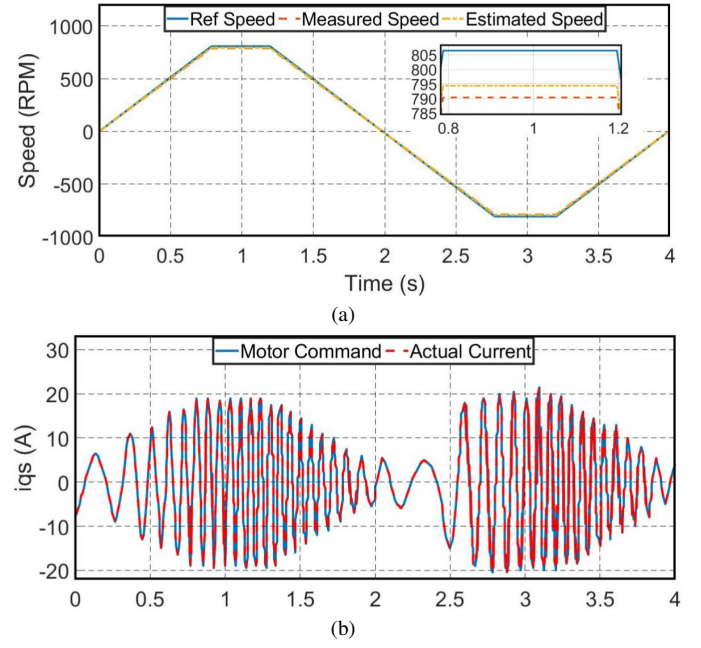 Ref Speed Measured Speed Estimated Speed
1000
500
0
-500
-1000
Speed (RPM)
805
800
795
790
785
0.8 1 1.2
0 0.5 1 1.5 2 2.5 3 3.5 4
Time (s)
(a)
Motor Command Actual Current
30
20
10
0
-10
-20
iqs (A)
0 0.5 1 1.5 2 2.5 3 3.5 4
(b)